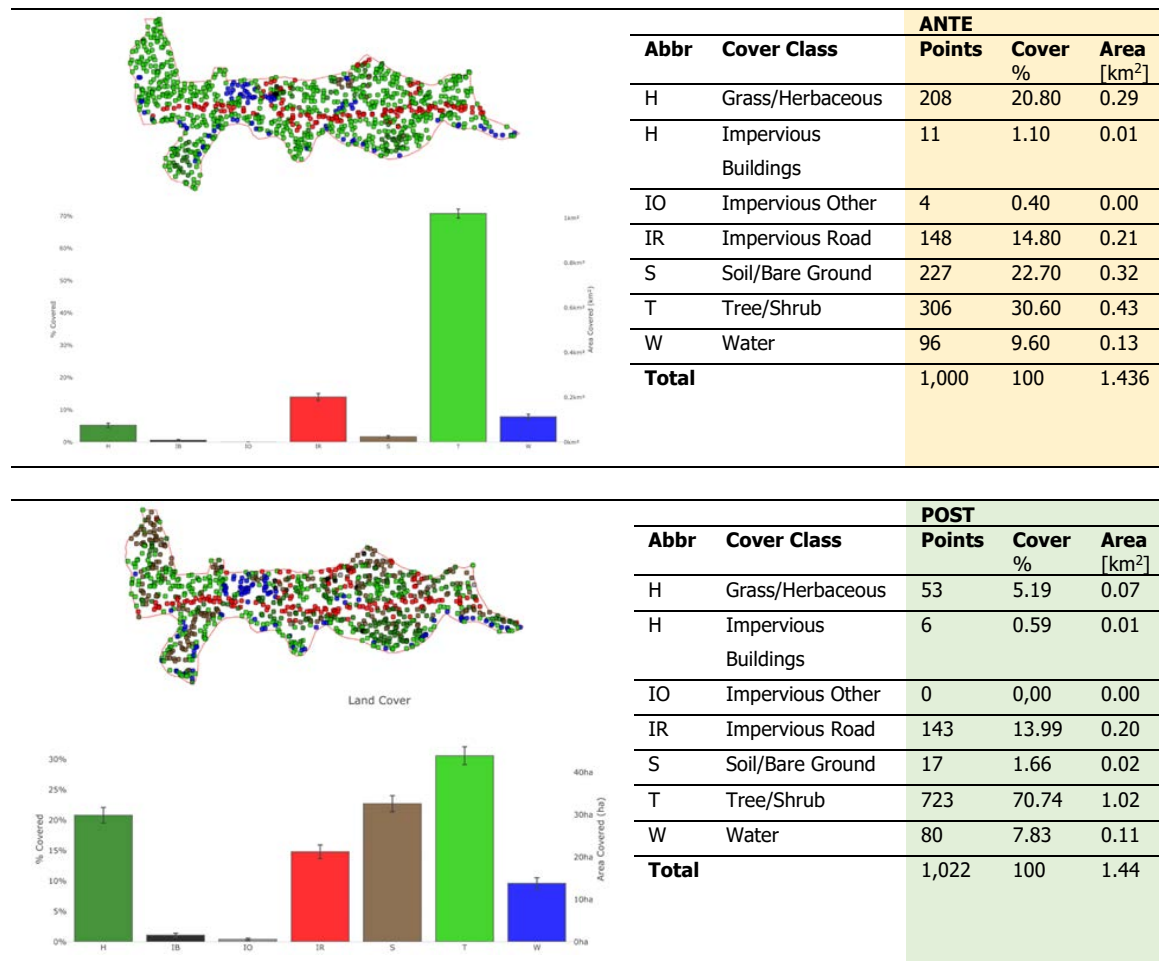 ANTE
Abbr Cover Class Points Cover % Area [km²]
H Grass/Herbaceous 208 20.80 0.29
H Impervious Buildings 11 1.10 0.01
IO Impervious Other 4 0.40 0.00
IR Impervious Road 148 14.80 0.21
S Soil/Bare Ground 227 22.70 0.32
T Tree/Shrub 306 30.60 0.43
W Water 96 9.60 0.13
Total 1,000 100 1.436
% Covered
70%
60%
50%
40%
30%
20%
10%
0%
H IB IO IR S T W
Area Covered (km²)
1km²
0.8km²
0.6km²
0.4km²
0.2km²
0km²
POST
Abbr Cover Class Points Cover % Area [km²]
H Grass/Herbaceous 53 5.19 0.07
H Impervious Buildings 6 0.59 0.01
IO Impervious Other 0 0,00 0.00
IR Impervious Road 143 13.99 0.20
S Soil/Bare Ground 17 1.66 0.02
T Tree/Shrub 723 70.74 1.02
W Water 80 7.83 0.11
Total 1,022 100 1.44
Land Cover
% Covered
30%
25%
20%
15%
10%
5%
0%
H IB IO IR S T W
Area Covered (ha)
40ha
30ha
20ha
10ha
0ha